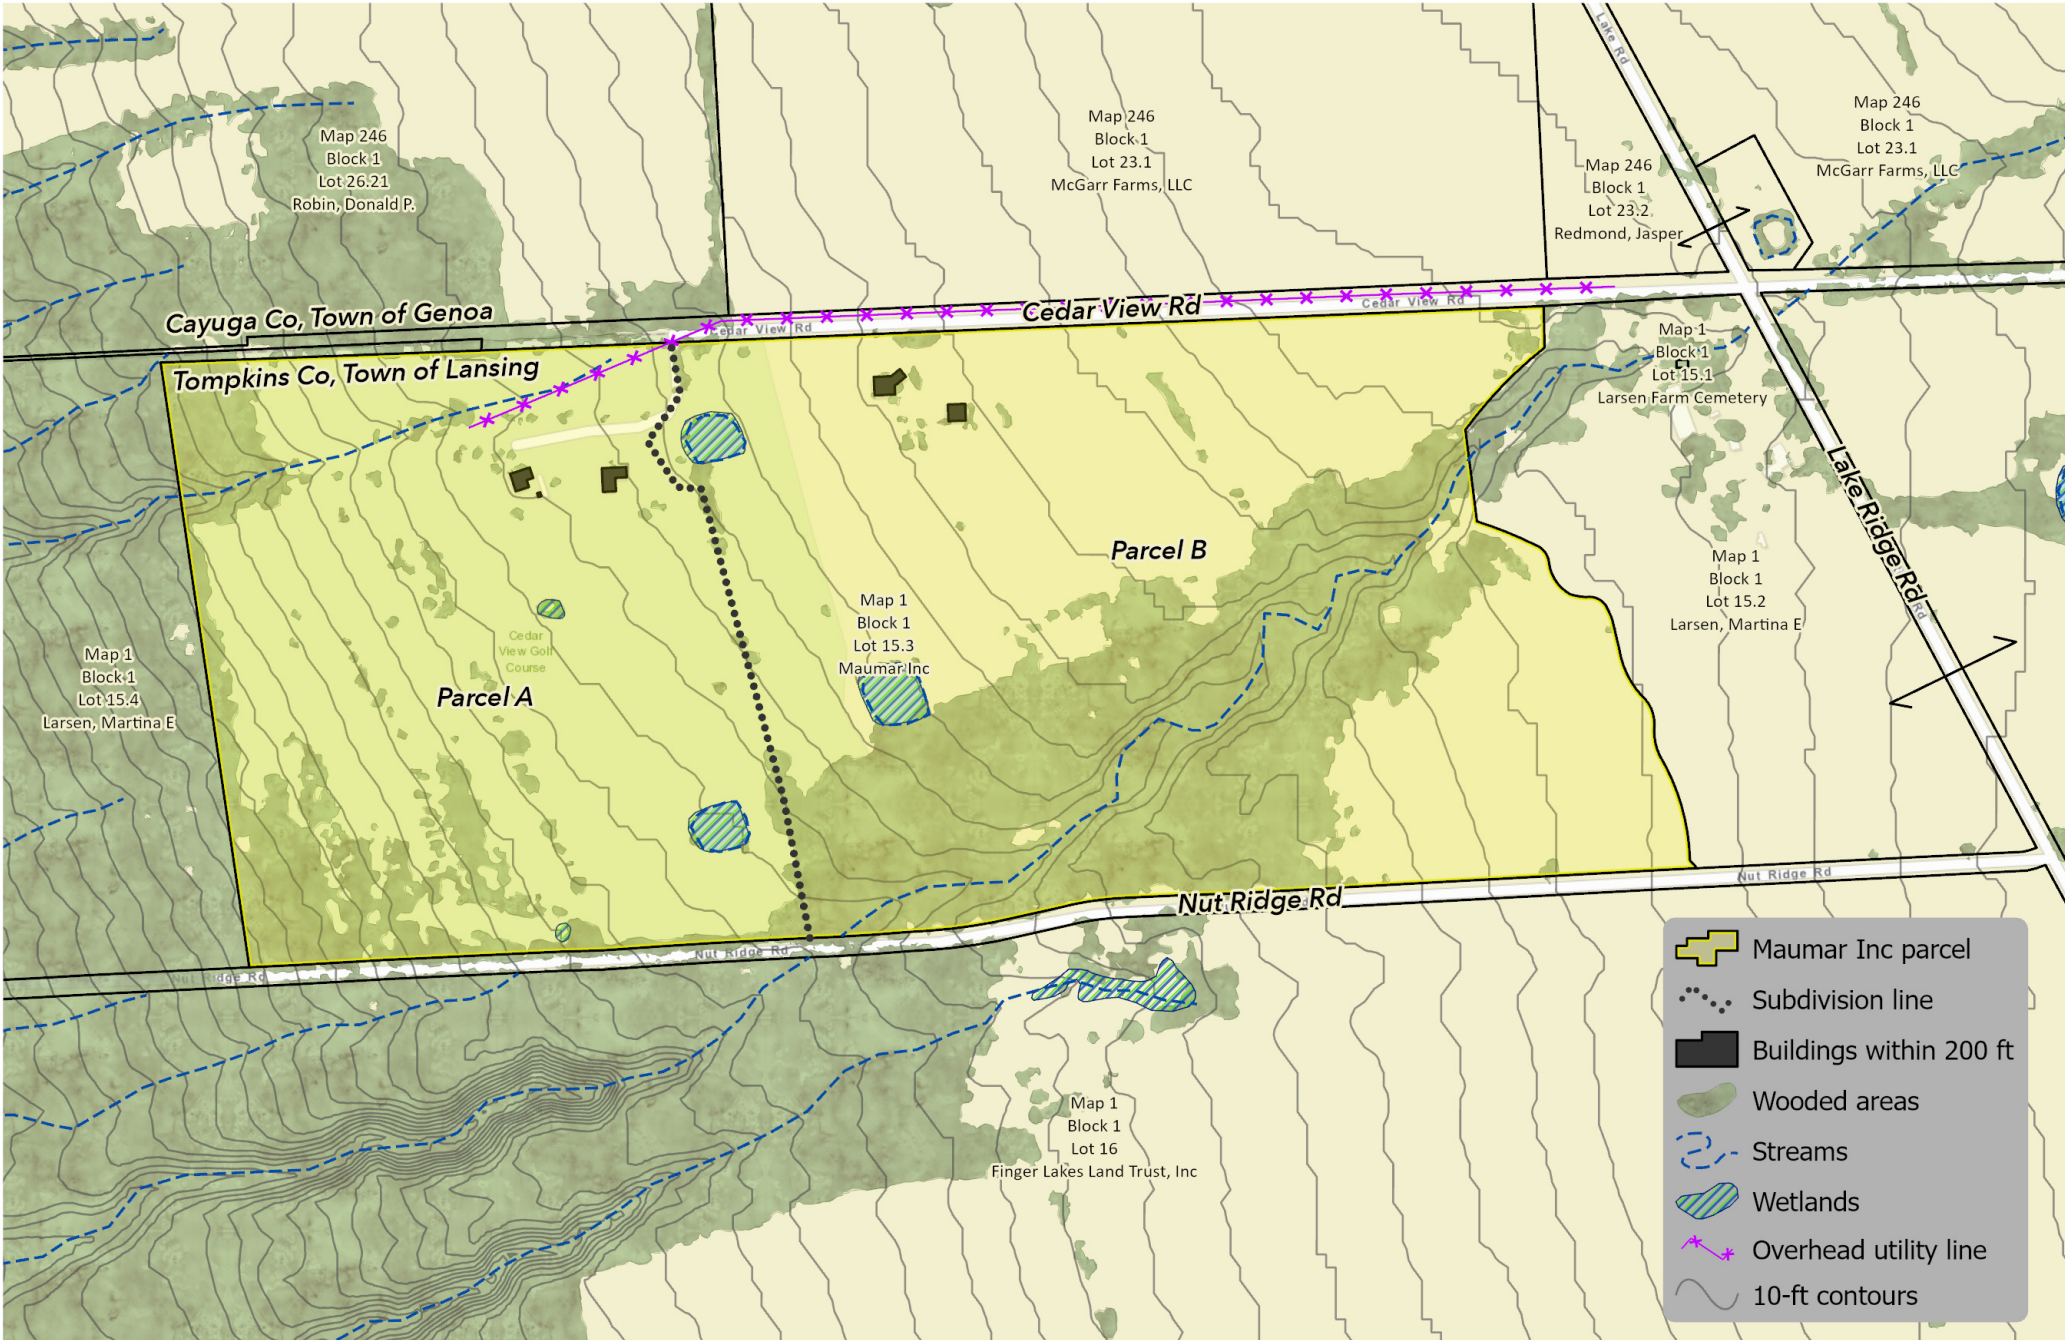 Lake Rd
Map 246
Block 1
Lot 26.21
Robin, Donald P.
Map 246
Block 1
Lot 23.1
McGarr Farms, LLC
Map 246
Block 1
Lot 23.2
Redmond, Jasper
Map 246
Block 1
Lot 23.1
McGarr Farms, LLC
Cayuga Co, Town of Genoa
Cedar View Rd
Cedar View Rd
Cedar View Rd
Tompkins Co, Town of Lansing
Map 1
Block 1
Lot 15.1
Larsen Farm Cemetery
Lake Ridge Rd
Rd
Parcel B
Map 1
Block 1
Lot 15.2
Larsen, Martina E
Map 1
Block 1
Lot 15.3
Maumar Inc
Cedar
View Golf
Course
Parcel A
Map 1
Block 1
Lot 15.4
Larsen, Martina E
Nut Ridge Rd
Nut Ridge Rd
Nut Ridge Rd
Nut Ridge Rd
Map 1
Block 1
Lot 16
Finger Lakes Land Trust, Inc
Maumar Inc parcel
Subdivision line
Buildings within 200 ft
Wooded areas
Streams
Wetlands
Overhead utility line
10-ft contours